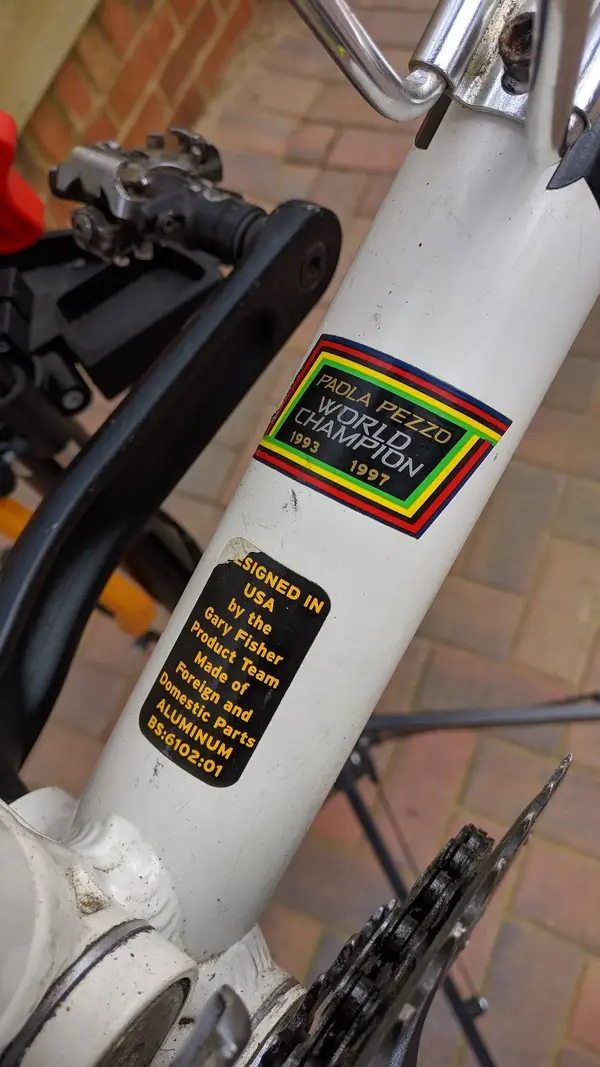 PAOLA PEZZO
WORLD
CHAMPION
1993 1997
SIGNED IN
USA
by the
Gary Fisher
Product Team
Made of
Foreign and
Domestic Parts
ALUMINUM
BS:6102:01